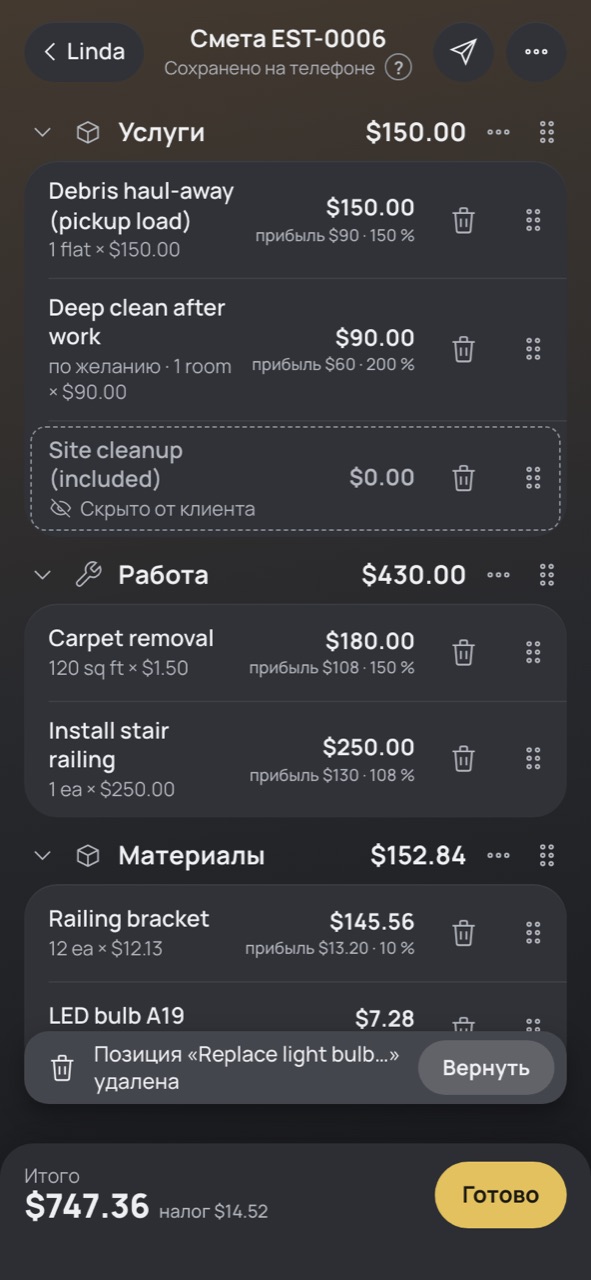 Linda
Смета EST-0006
Сохранено на телефоне ?
Услуги $150.00
Debris haul-away
(pickup load)
1 flat × $150.00
$150.00
прибыль $90 · 150 %
Deep clean after
work
по желанию · 1 room
× $90.00
$90.00
прибыль $60 · 200 %
Site cleanup
(included)
Скрыто от клиента
$0.00
Работа $430.00
Carpet removal
120 sq ft × $1.50
$180.00
прибыль $108 · 150 %
Install stair
railing
1 ea × $250.00
$250.00
прибыль $130 · 108 %
Материалы $152.84
Railing bracket
12 ea × $12.13
$145.56
прибыль $13.20 · 10 %
LED bulb A19
$7.28
Позиция «Replace light bulb...»
удалена
Вернуть
Итого
$747.36 налог $14.52
Готово